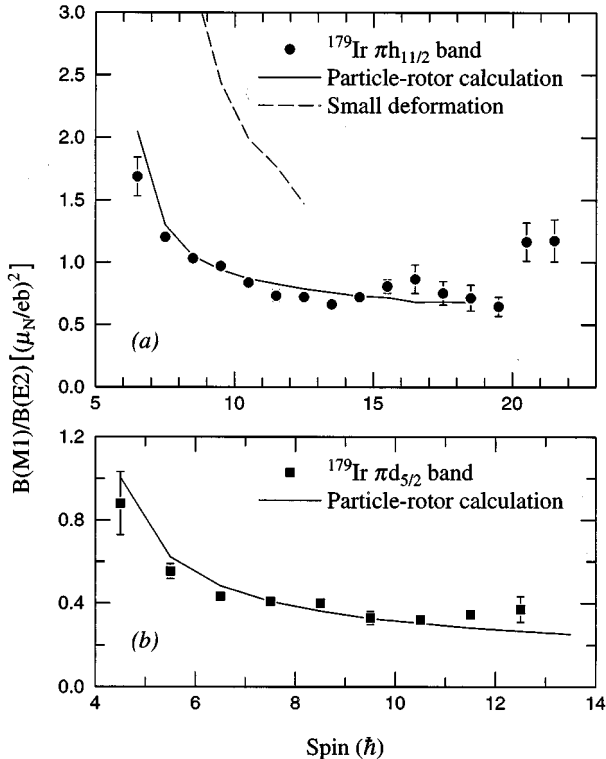 3.0
2.5
2.0
1.5
1.0
0.5
0.0
¹⁷⁹Ir πh₁₁/₂ band
Particle-rotor calculation
Small deformation
(a)
5 10 15 20
B(M1)/B(E2) [(μ_N/eb)²]
1.2
0.8
0.4
0.0
¹⁷⁹Ir πd₅/₂ band
Particle-rotor calculation
(b)
4 6 8 10 12 14
Spin (ℏ)